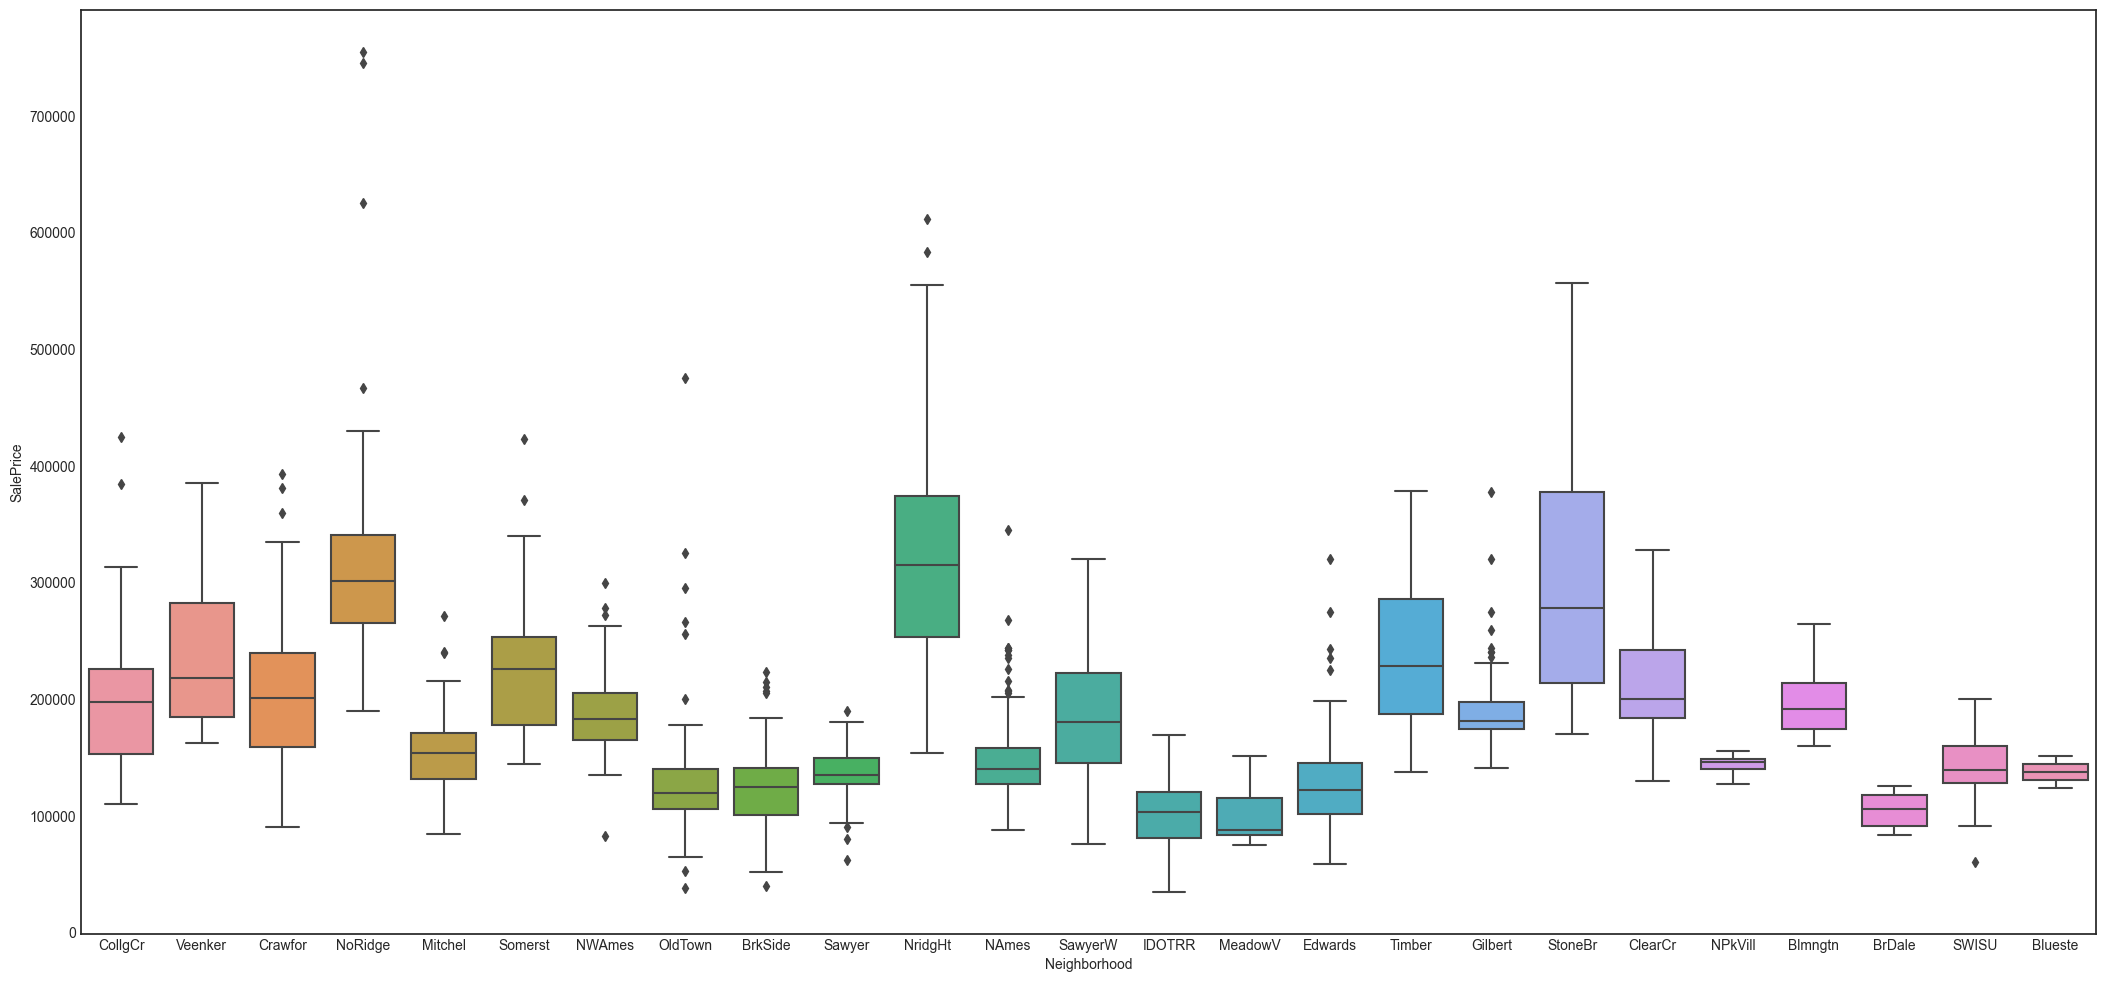 700000
600000
500000
400000
300000
200000
100000
0
SalePrice
CollgCr Veenker Crawfor NoRidge Mitchel Somerst NWAmes OldTown BrkSide Sawyer NridgHt NAmes SawyerW IDOTRR MeadowV Edwards Timber Gilbert StoneBr ClearCr NPkVill Blmngtn BrDale SWISU Blueste
Neighborhood